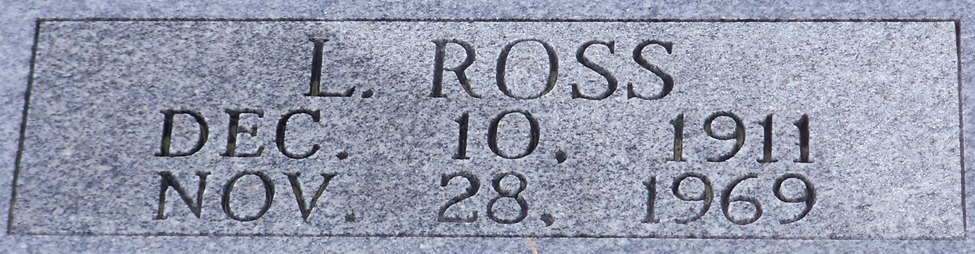 L. ROSS
DEC. 10, 1911
NOV. 28, 1969